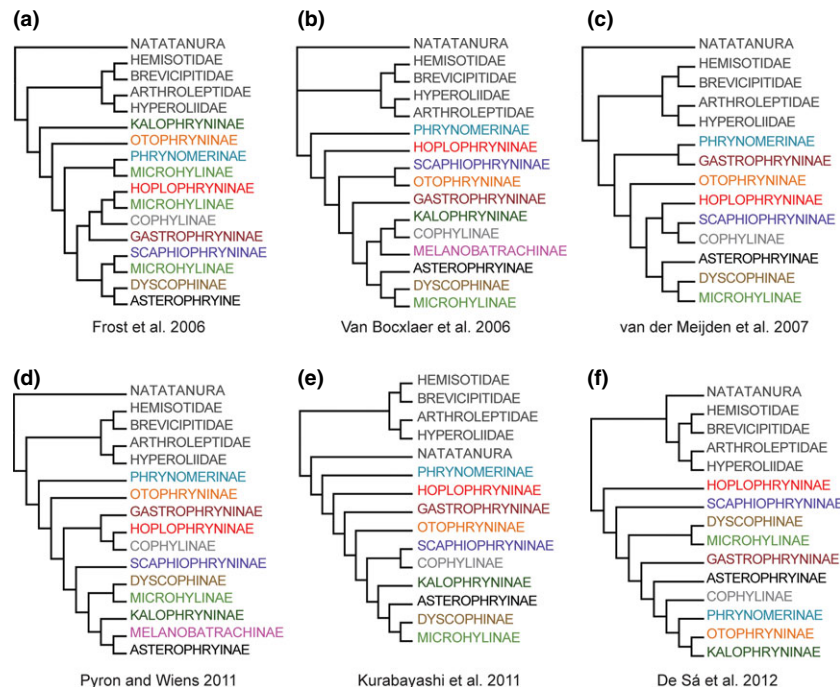 (a)
NATATANURA
HEMISOTIDAE
BREVICIPITIDAE
ARTHROLEPTIDAE
HYPEROLIIDAE
KALOPHRYNINAE
OTOPHRYNINAE
PHRYNOMERINAE
MICROHYLINAE
HOPLOPHRYNINAE
MICROHYLINAE
COPHYLINAE
GASTROPHRYNINAE
SCAPHIOPHRYNINAE
MICROHYLINAE
DYSCOPHINAE
ASTEROPHRYINE
Frost et al. 2006
(b)
NATATANURA
HEMISOTIDAE
BREVICIPITIDAE
HYPEROLIIDAE
ARTHROLEPTIDAE
PHRYNOMERINAE
HOPLOPHRYNINAE
SCAPHIOPHRYNINAE
OTOPHRYNINAE
GASTROPHRYNINAE
KALOPHRYNINAE
COPHYLINAE
MELANOBATRACHINAE
ASTEROPHRYINAE
DYSCOPHINAE
MICROHYLINAE
Van Bocxlaer et al. 2006
(c)
NATATANURA
HEMISOTIDAE
BREVICIPITIDAE
ARTHROLEPTIDAE
HYPEROLIIDAE
PHRYNOMERINAE
GASTROPHRYNINAE
OTOPHRYNINAE
HOPLOPHRYNINAE
SCAPHIOPHRYNINAE
COPHYLINAE
ASTEROPHRYINAE
DYSCOPHINAE
MICROHYLINAE
van der Meijden et al. 2007
(d)
NATATANURA
HEMISOTIDAE
BREVICIPITIDAE
ARTHROLEPTIDAE
HYPEROLIIDAE
PHRYNOMERINAE
OTOPHRYNINAE
GASTROPHRYNINAE
HOPLOPHRYNINAE
COPHYLINAE
SCAPHIOPHRYNINAE
DYSCOPHINAE
MICROHYLINAE
KALOPHRYNINAE
MELANOBATRACHINAE
ASTEROPHRYINAE
Pyron and Wiens 2011
(e)
HEMISOTIDAE
BREVICIPITIDAE
ARTHROLEPTIDAE
HYPEROLIIDAE
NATATANURA
PHRYNOMERINAE
HOPLOPHRYNINAE
GASTROPHRYNINAE
OTOPHRYNINAE
SCAPHIOPHRYNINAE
COPHYLINAE
KALOPHRYNINAE
ASTEROPHRYINAE
DYSCOPHINAE
MICROHYLINAE
Kurabayashi et al. 2011
(f)
NATATANURA
HEMISOTIDAE
BREVICIPITIDAE
ARTHROLEPTIDAE
HYPEROLIIDAE
HOPLOPHRYNINAE
SCAPHIOPHRYNINAE
DYSCOPHINAE
MICROHYLINAE
GASTROPHRYNINAE
ASTEROPHRYINAE
COPHYLINAE
PHRYNOMERINAE
OTOPHRYNINAE
KALOPHRYNINAE
De Sá et al. 2012